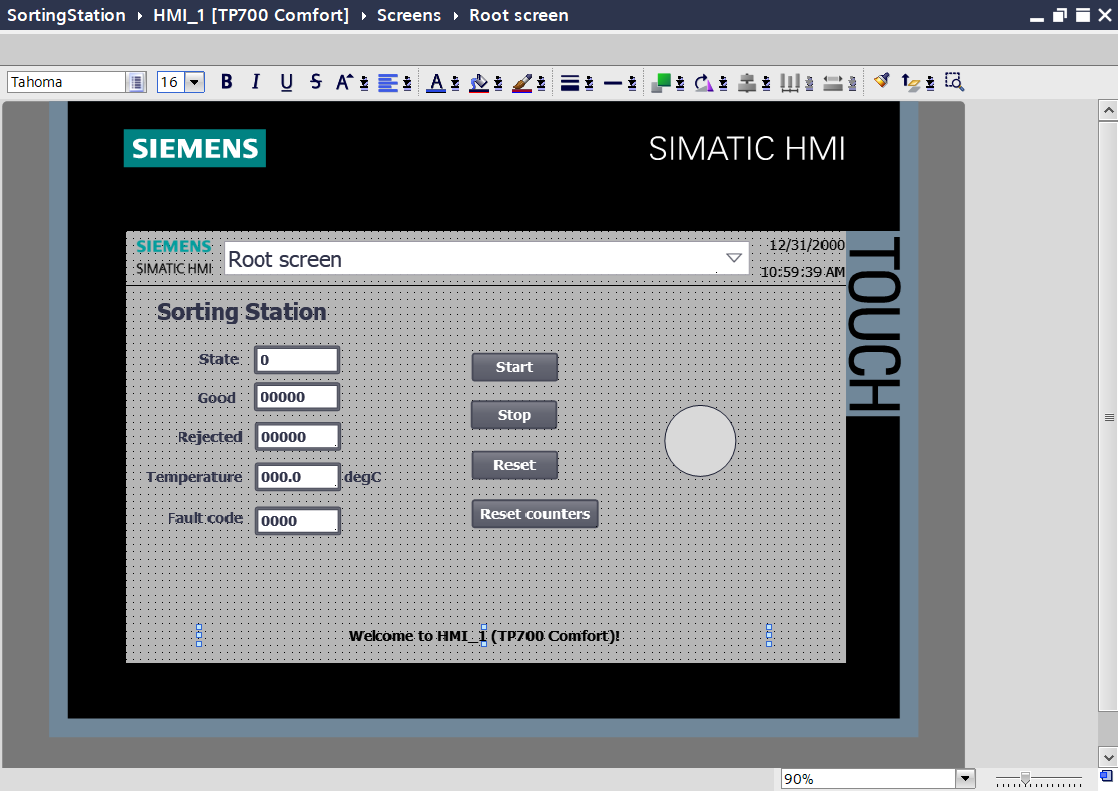 SortingStation › HMI_1 [TP700 Comfort] › Screens › Root screen
Tahoma 16 B I U S A A
SIEMENS SIMATIC HMI
SIEMENS
SIMATIC HMI
Root screen
12/31/2000
10:59:39 AM
TOUCH
Sorting Station
State 0
Good 00000
Rejected 00000
Temperature 000.0 degC
Fault code 0000
Start
Stop
Reset
Reset counters
Welcome to HMI_1 (TP700 Comfort)!
90%